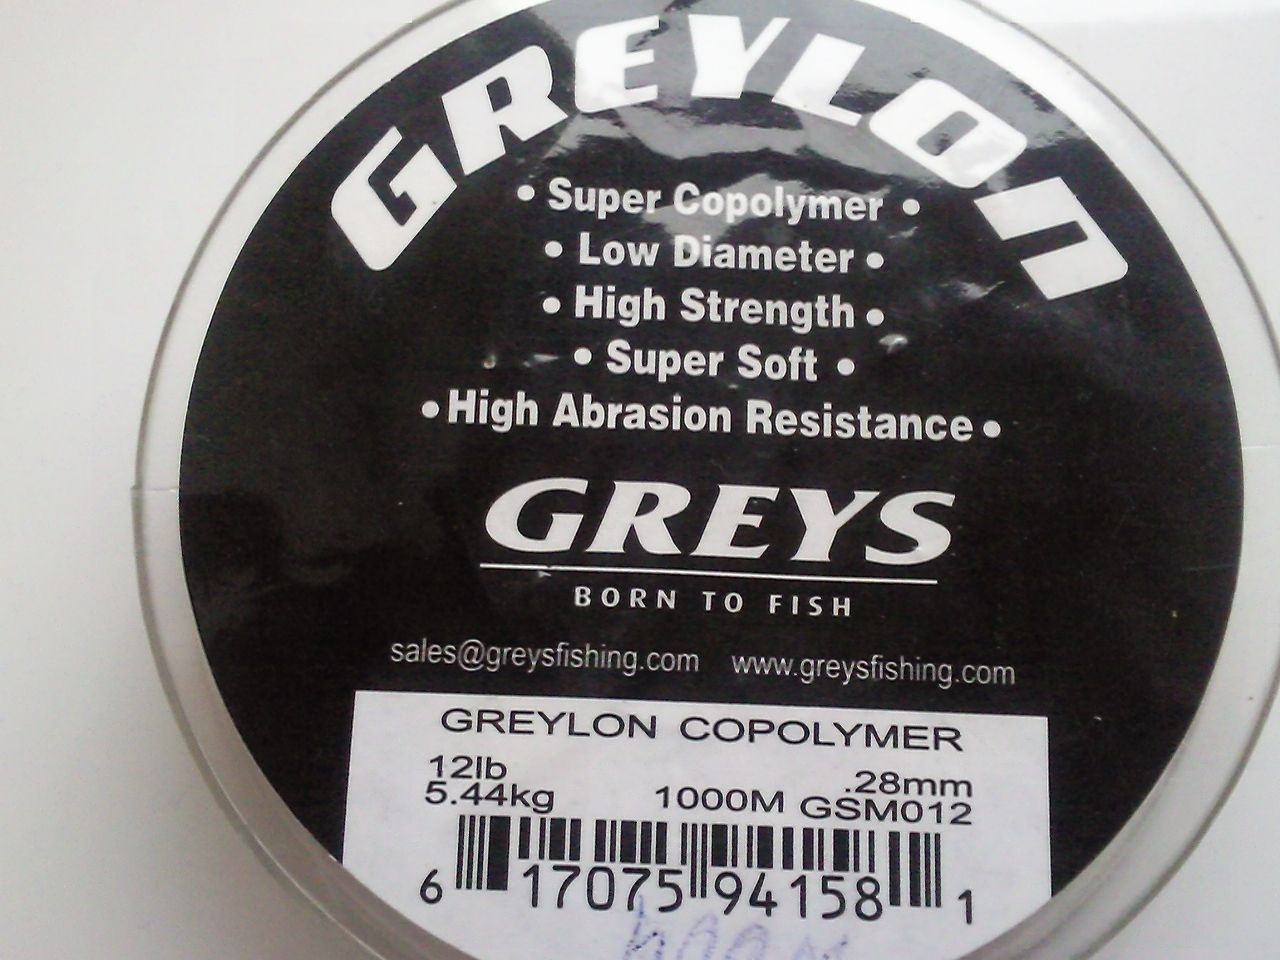 GREYLON
• Super Copolymer •
• Low Diameter •
• High Strength •
• Super Soft •
• High Abrasion Resistance •
GREYS
BORN TO FISH
sales@greysfishing.com www.greysfishing.com
GREYLON COPOLYMER
12lb .28mm
5.44kg 1000M GSM012
6 17075 94158 1